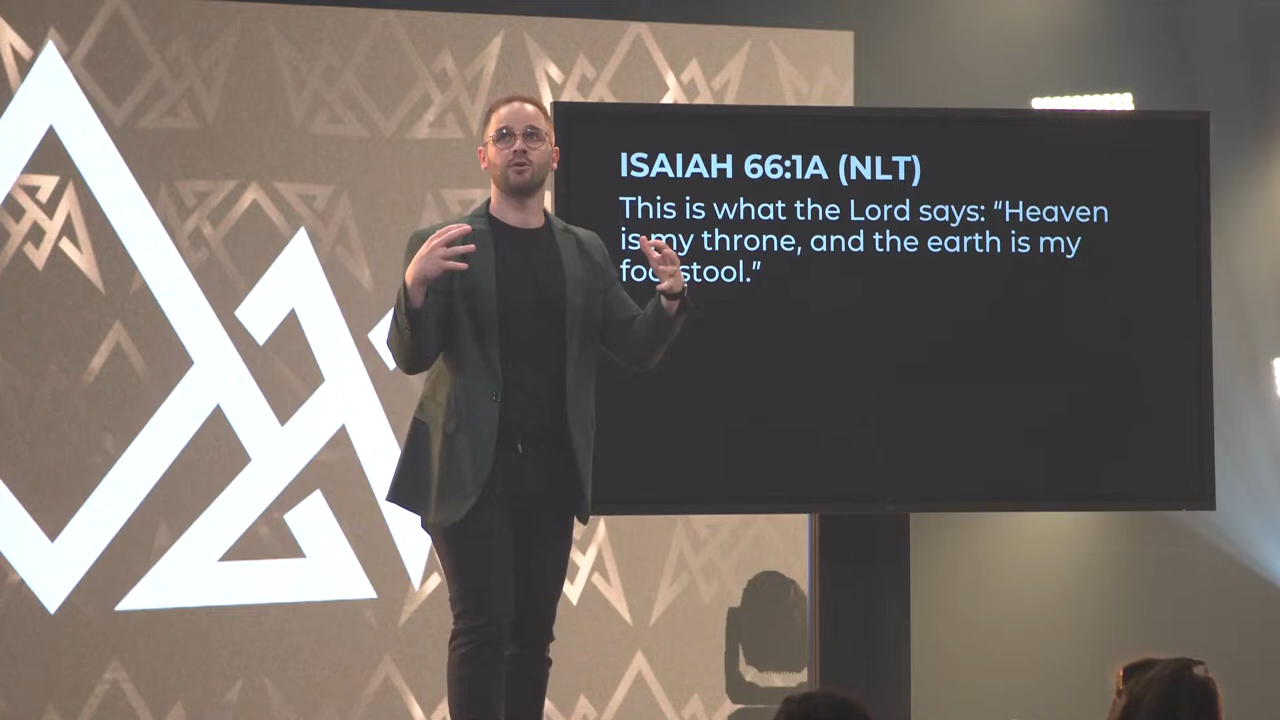 ISAIAH 66:1A (NLT)
This is what the Lord says: “Heaven
is my throne, and the earth is my
footstool.”